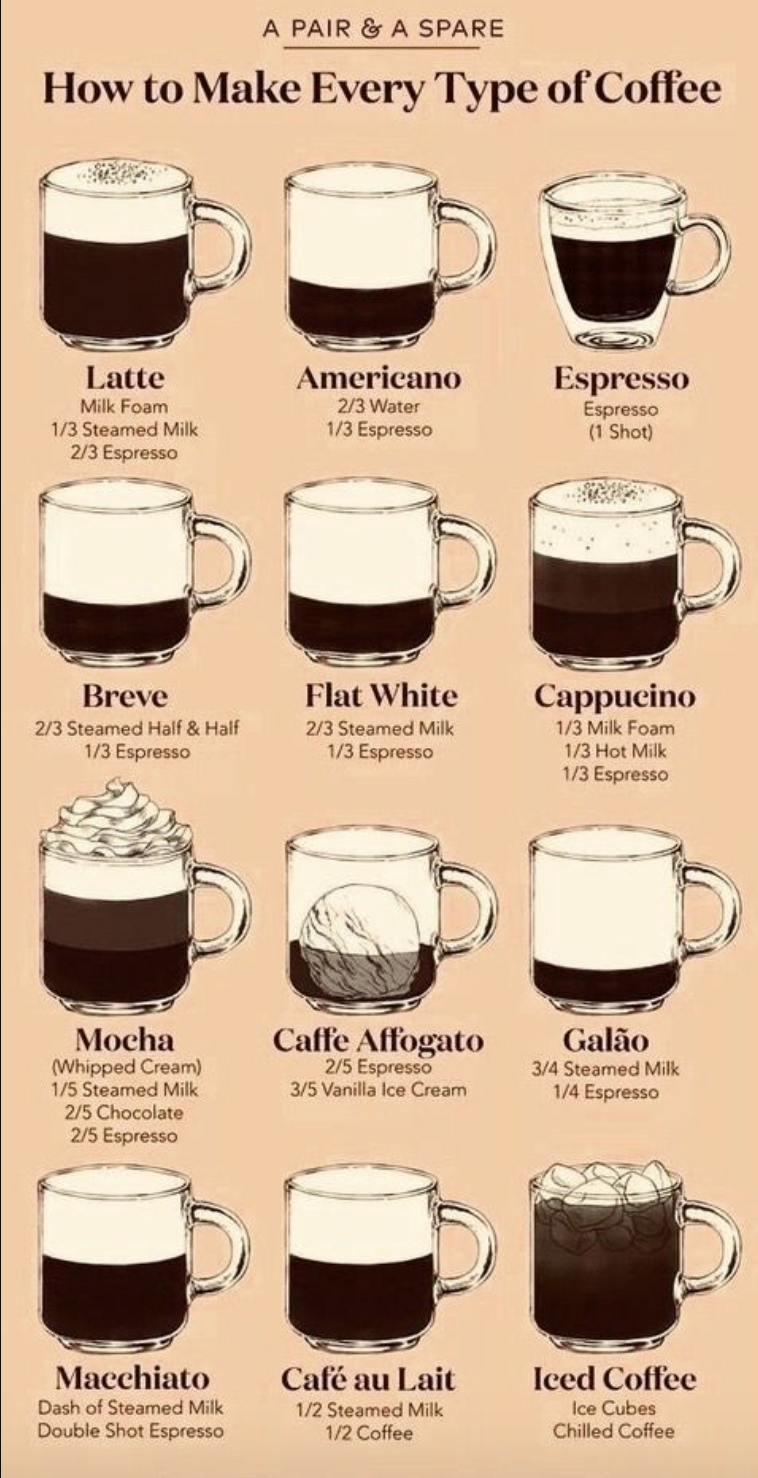 A PAIR & A SPARE
How to Make Every Type of Coffee
Latte
Milk Foam
1/3 Steamed Milk
2/3 Espresso
Americano
2/3 Water
1/3 Espresso
Espresso
Espresso
(1 Shot)
Breve
2/3 Steamed Half & Half
1/3 Espresso
Flat White
2/3 Steamed Milk
1/3 Espresso
Cappucino
1/3 Milk Foam
1/3 Hot Milk
1/3 Espresso
Mocha
(Whipped Cream)
1/5 Steamed Milk
2/5 Chocolate
2/5 Espresso
Caffe Affogato
2/5 Espresso
3/5 Vanilla Ice Cream
Galão
3/4 Steamed Milk
1/4 Espresso
Macchiato
Dash of Steamed Milk
Double Shot Espresso
Café au Lait
1/2 Steamed Milk
1/2 Coffee
Iced Coffee
Ice Cubes
Chilled Coffee